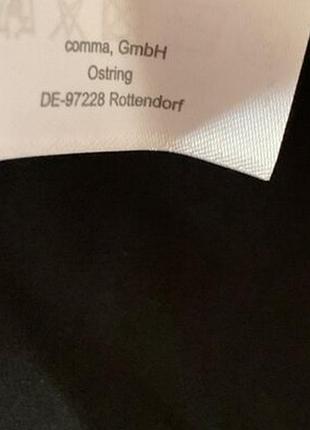 comma, GmbH
Ostring
DE-97228 Rottendorf